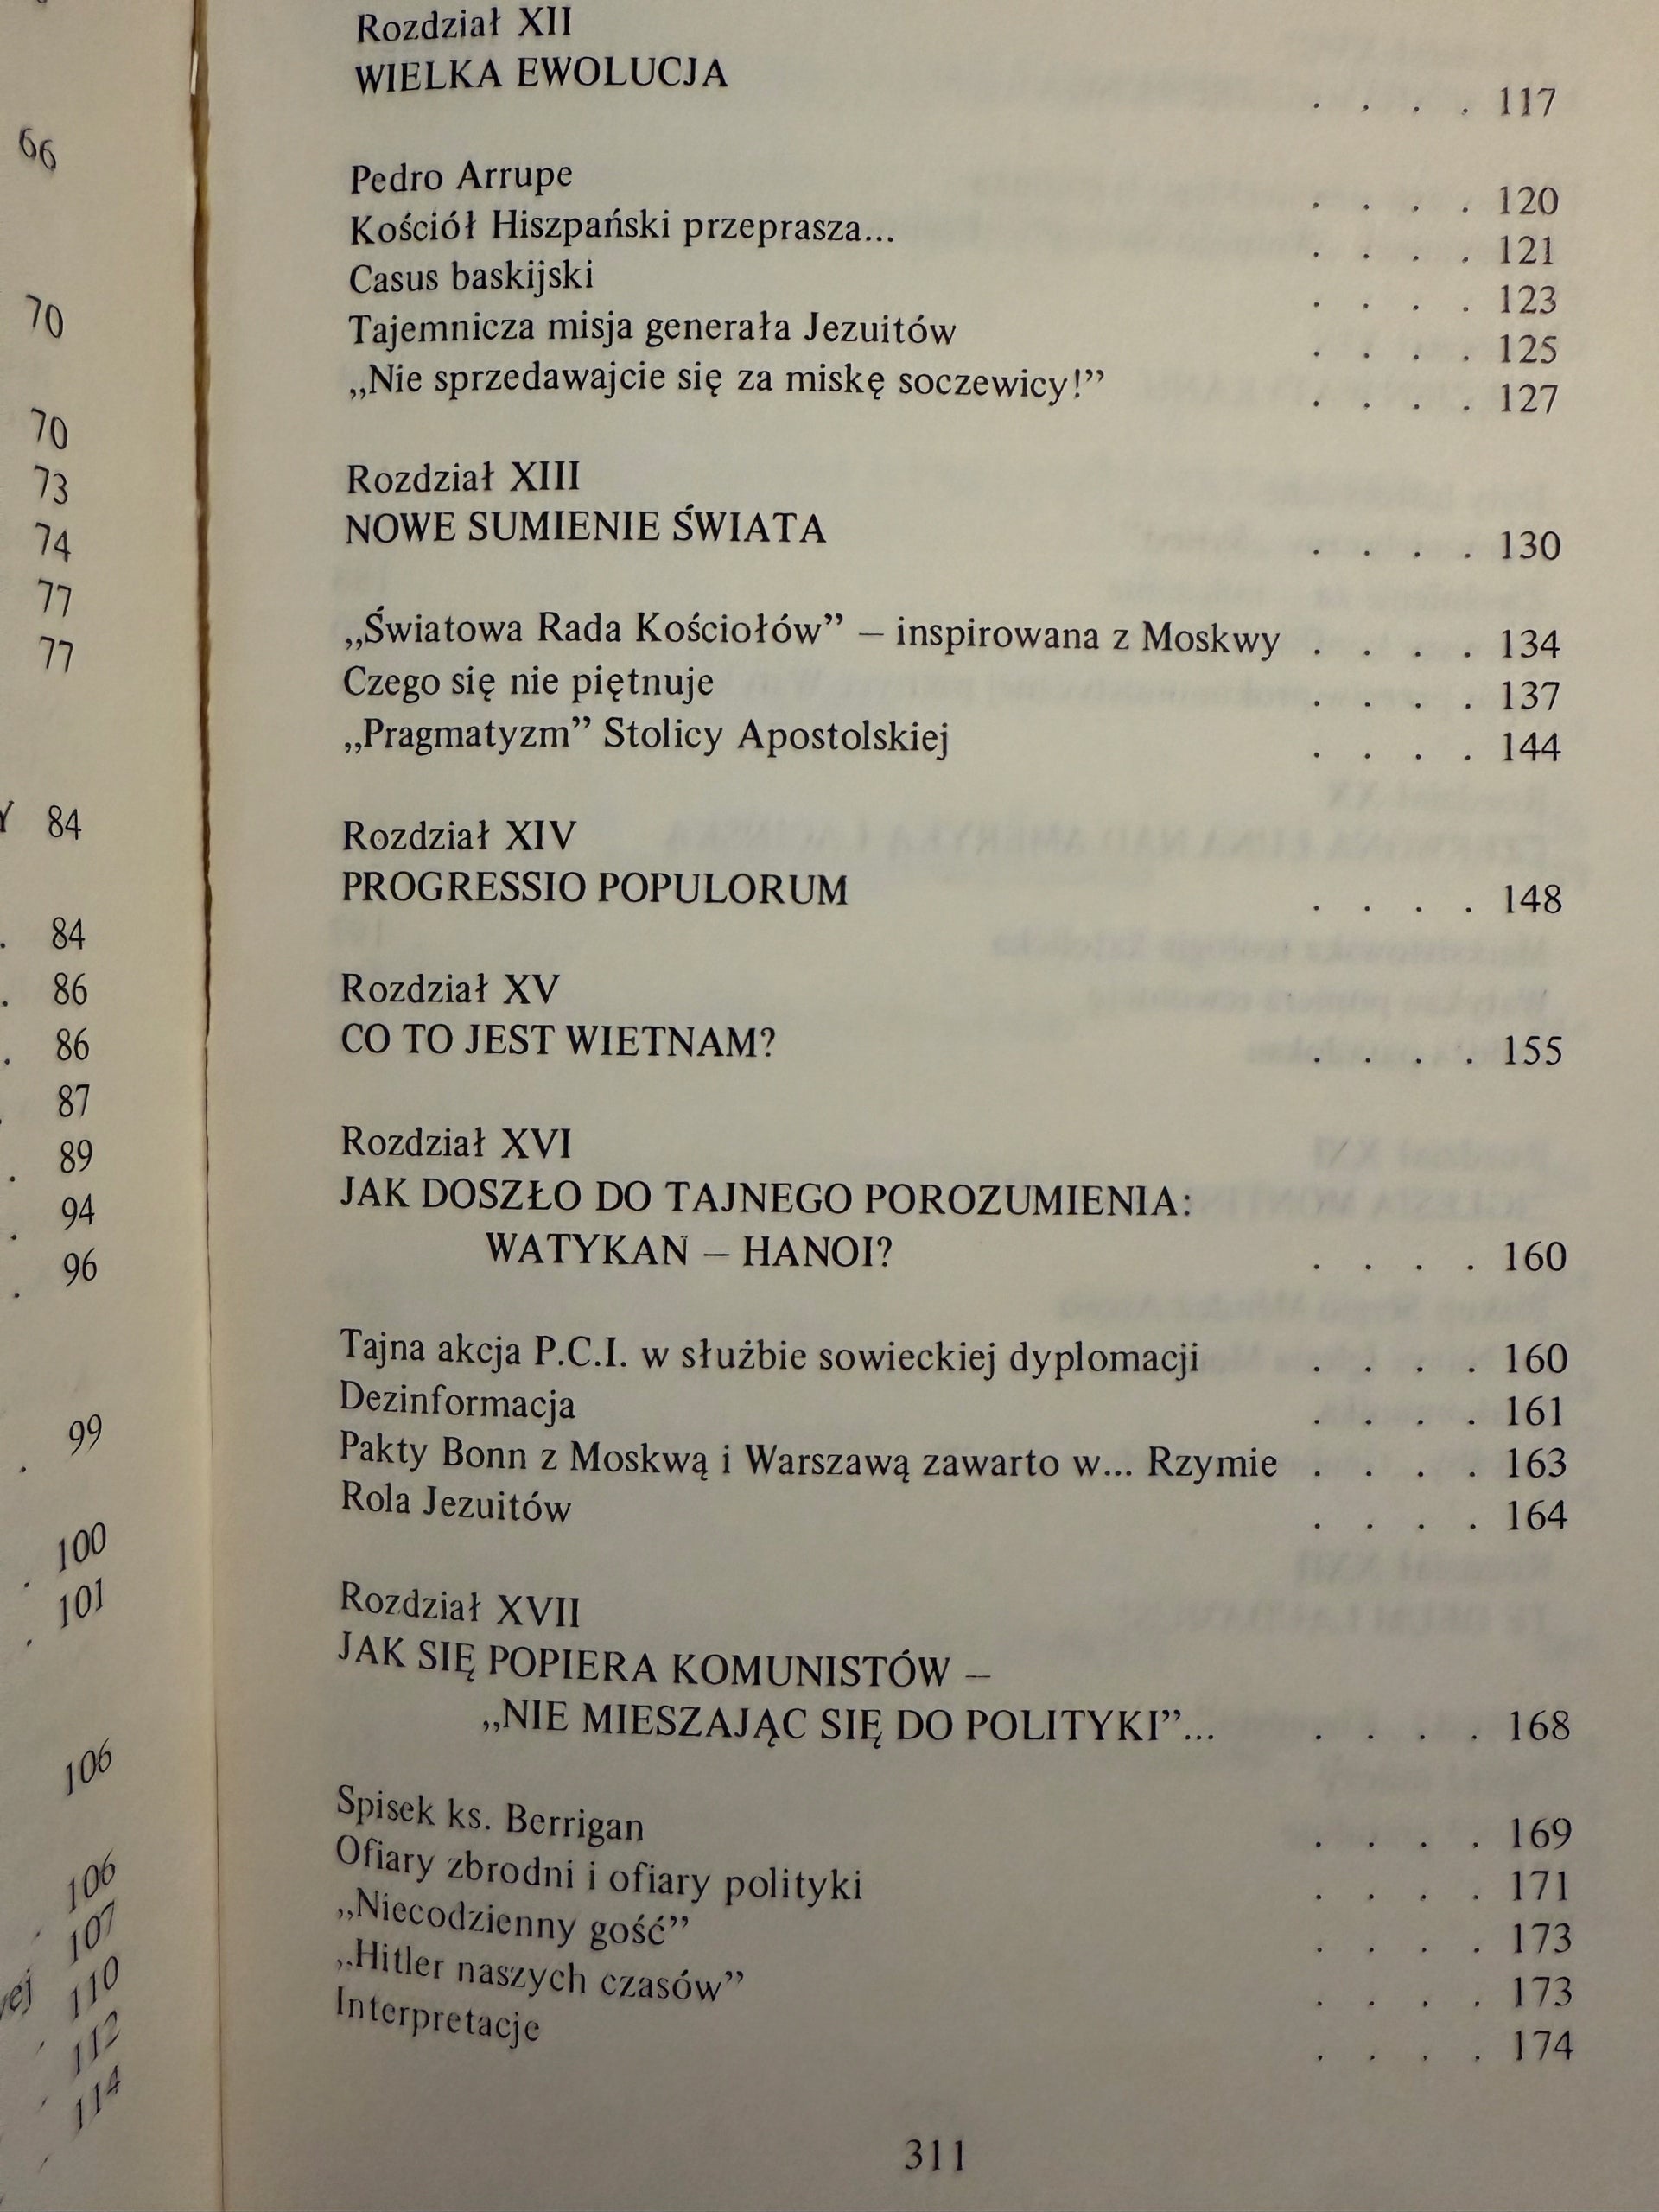 66
70
70
73
74
77
77
Y 84
. 84
. 86
. 86
87
. 89
. 94
. 96
. 99
. 100
. 101
106
106
107
ej 110
112
114
Rozdział XII
WIELKA EWOLUCJA . . . . 117
Pedro Arrupe . . . . 120
Kościół Hiszpański przeprasza... . . . . 121
Casus baskijski . . . . 123
Tajemnicza misja generała Jezuitów . . . . 125
„Nie sprzedawajcie się za miskę soczewicy!” . . . . 127
Rozdział XIII
NOWE SUMIENIE ŚWIATA . . . . 130
„Światowa Rada Kościołów” – inspirowana z Moskwy . . . . 134
Czego się nie piętnuje . . . . 137
„Pragmatyzm” Stolicy Apostolskiej . . . . 144
Rozdział XIV
PROGRESSIO POPULORUM . . . . 148
Rozdział XV
CO TO JEST WIETNAM? . . . . 155
Rozdział XVI
JAK DOSZŁO DO TAJNEGO POROZUMIENIA:
WATYKAN – HANOI? . . . . 160
Tajna akcja P.C.I. w służbie sowieckiej dyplomacji . . . . 160
Dezinformacja . . . . 161
Pakty Bonn z Moskwą i Warszawą zawarto w... Rzymie . . . . 163
Rola Jezuitów . . . . 164
Rozdział XVII
JAK SIĘ POPIERA KOMUNISTÓW –
„NIE MIESZAJĄC SIĘ DO POLITYKI”... . . . . 168
Spisek ks. Berrigan . . . . 169
Ofiary zbrodni i ofiary polityki . . . . 171
„Niecodzienny gość” . . . . 173
„Hitler naszych czasów” . . . . 173
Interpretacje . . . . 174
311